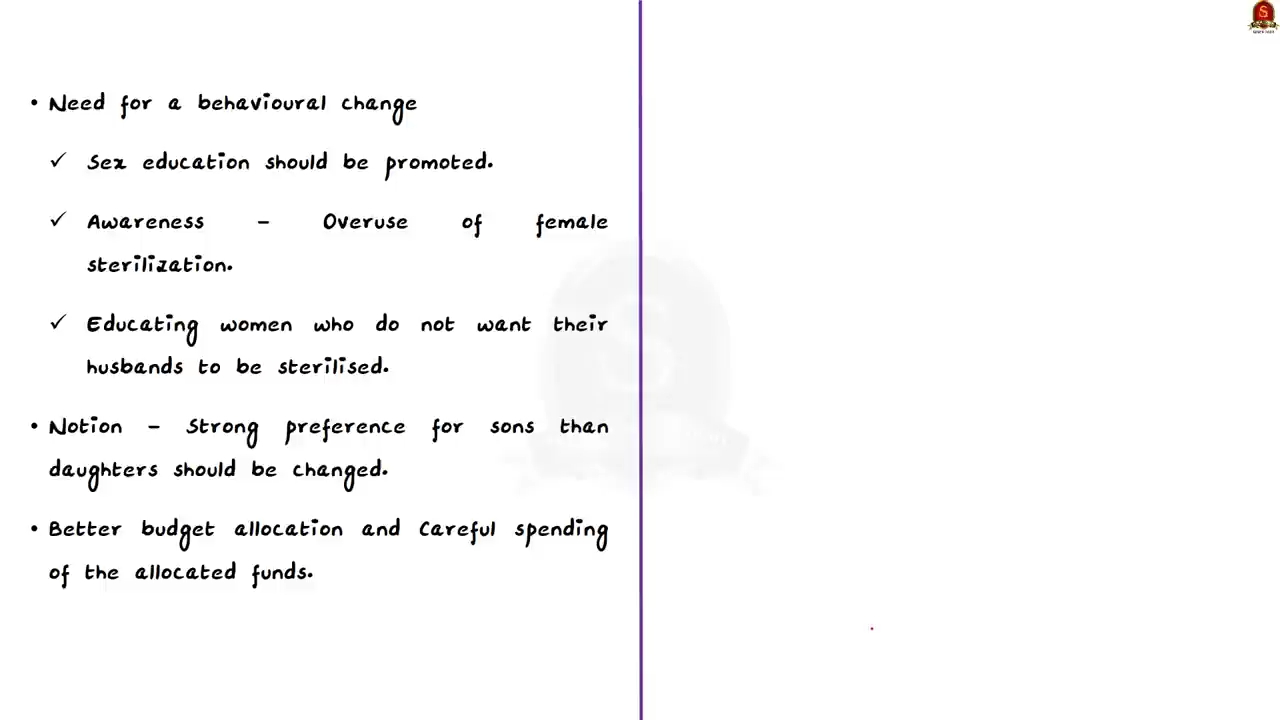 • Need for a behavioural change
✓ Sex education should be promoted.
✓ Awareness – Overuse of female
sterilization.
✓ Educating women who do not want their
husbands to be sterilised.
• Notion – Strong preference for sons than
daughters should be changed.
• Better budget allocation and Careful spending
of the allocated funds.